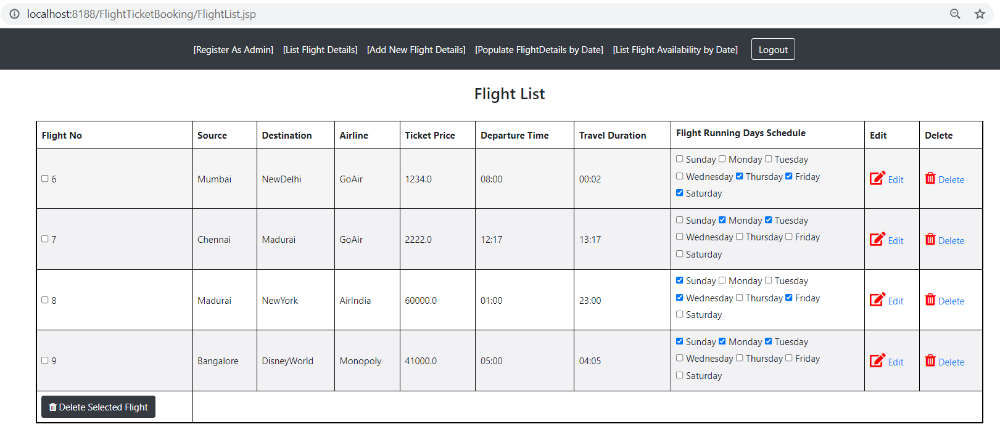 localhost:8188/FlightTicketBooking/FlightList.jsp
[Register As Admin] [List Flight Details] [Add New Flight Details] [Populate FlightDetails by Date] [List Flight Availability by Date] Logout
Flight List
Flight No Source Destination Airline Ticket Price Departure Time Travel Duration Flight Running Days Schedule Edit Delete
6 Mumbai NewDelhi GoAir 1234.0 08:00 00:02
Sunday Monday Tuesday
Wednesday Thursday Friday
Saturday
Edit Delete
7 Chennai Madurai GoAir 2222.0 12:17 13:17
Sunday Monday Tuesday
Wednesday Thursday Friday
Saturday
Edit Delete
8 Madurai NewYork AirIndia 60000.0 01:00 23:00
Sunday Monday Tuesday
Wednesday Thursday Friday
Saturday
Edit Delete
9 Bangalore DisneyWorld Monopoly 41000.0 05:00 04:05
Sunday Monday Tuesday
Wednesday Thursday Friday
Saturday
Edit Delete
Delete Selected Flight